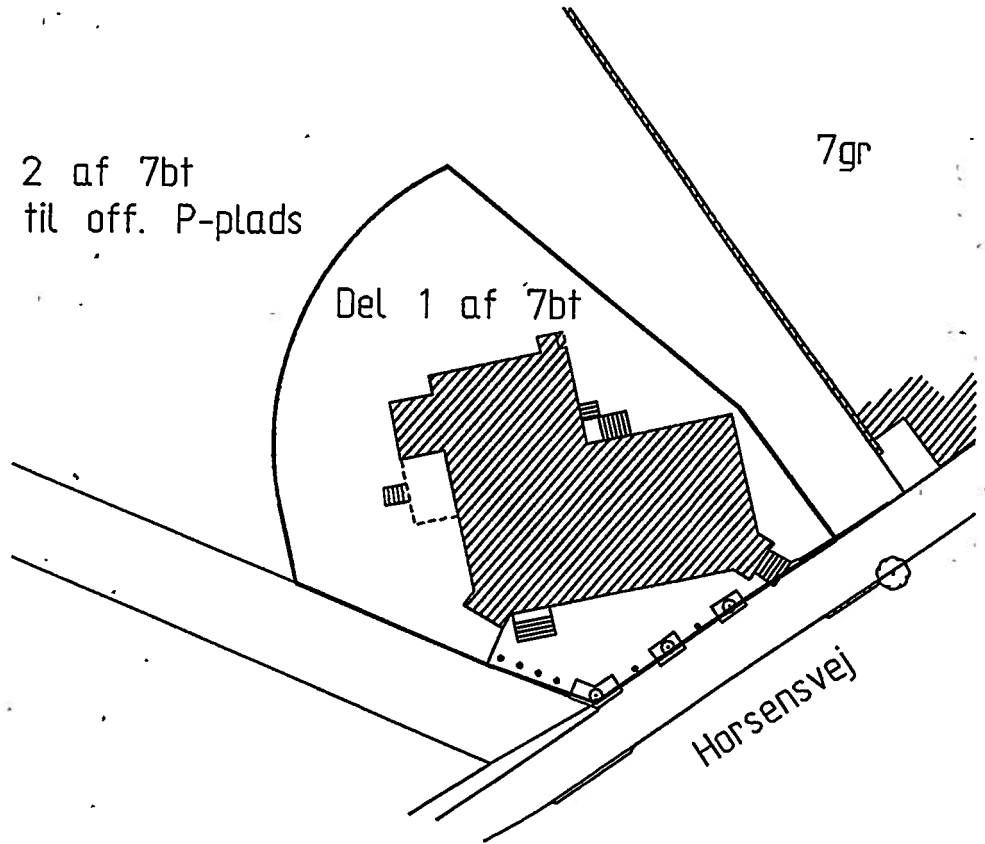 2 af 7bt
til off. P-plads
7gr
Del 1 af 7bt
Horsensvej